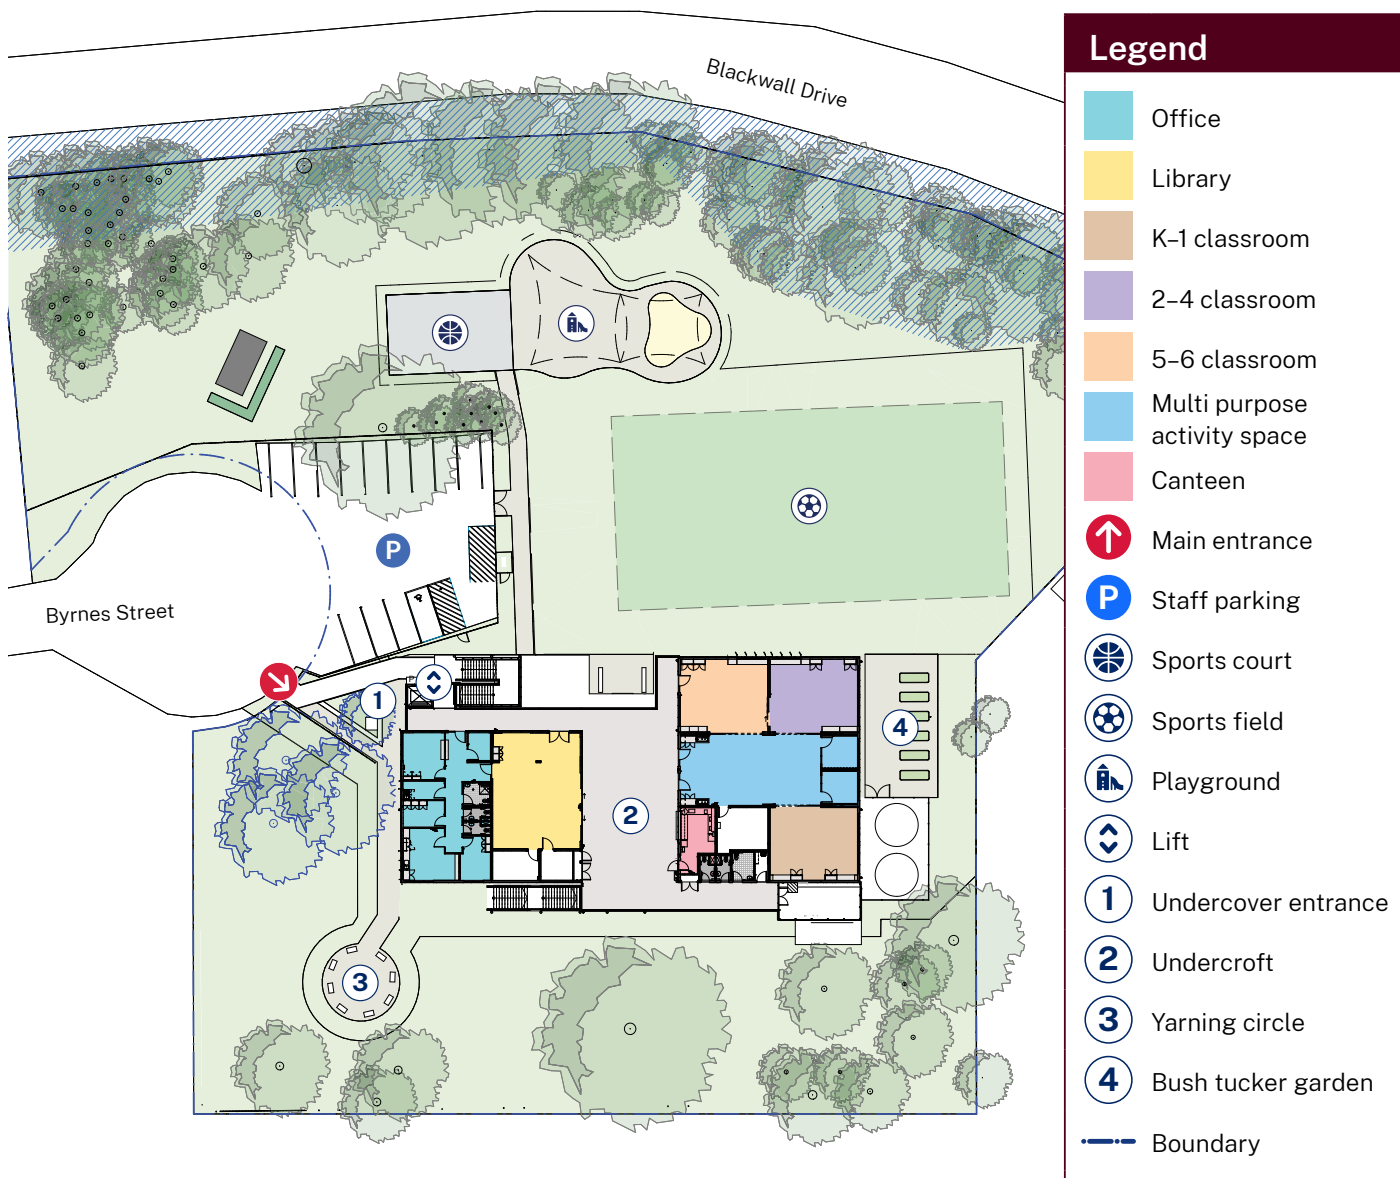 Blackwall Drive
P
Byrnes Street
1
2
3
4
Legend
Office
Library
K–1 classroom
2–4 classroom
5–6 classroom
Multi purpose
activity space
Canteen
Main entrance
P Staff parking
Sports court
Sports field
Playground
Lift
1 Undercover entrance
2 Undercroft
3 Yarning circle
4 Bush tucker garden
Boundary